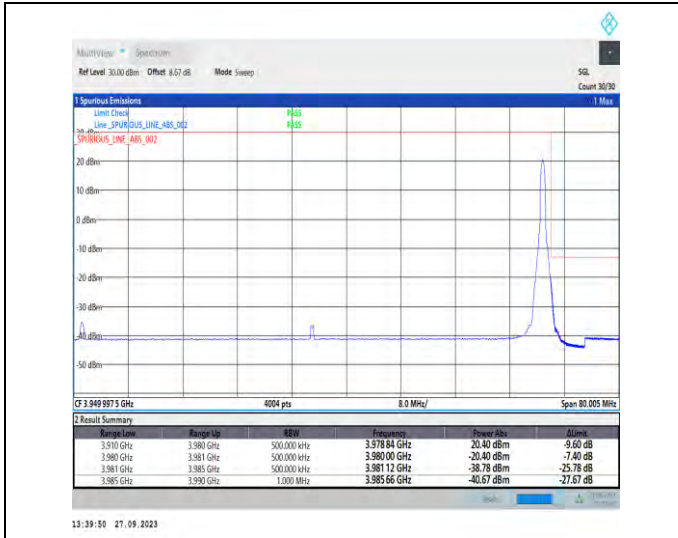 MultiView Spectrum
Ref Level 30.00 dBm Offset 8.67 dB Mode Sweep SGL
Count 30/30
1 Spurious Emissions 1 Max
Limit Check PASS
Line _SPURIOUS_LINE_ABS_002 PASS
30 dBm
_SPURIOUS_LINE_ABS_002
20 dBm
10 dBm
0 dBm
-10 dBm
-20 dBm
-30 dBm
-40 dBm
-50 dBm
CF 3.949 997 5 GHz 4004 pts 8.0 MHz/ Span 80.005 MHz
2 Result Summary
Range Low Range Up RBW Frequency Power Abs ΔLimit
3.910 GHz 3.980 GHz 500.000 kHz 3.978 84 GHz 20.40 dBm -9.60 dB
3.980 GHz 3.981 GHz 500.000 kHz 3.980 00 GHz -20.40 dBm -7.40 dB
3.981 GHz 3.985 GHz 500.000 kHz 3.981 12 GHz -38.78 dBm -25.78 dB
3.985 GHz 3.990 GHz 1.000 MHz 3.985 66 GHz -40.67 dBm -27.67 dB
13:39:50 27.09.2023